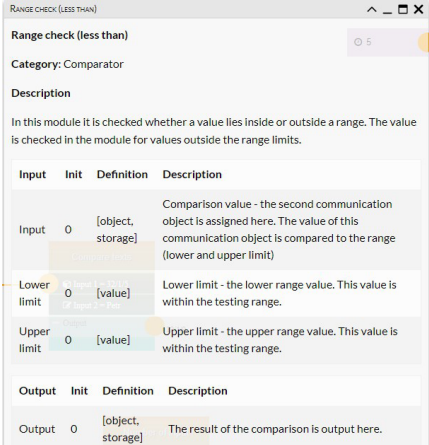 RANGE CHECK (LESS THAN)
Range check (less than)
5
Category: Comparator
Description
In this module it is checked whether a value lies inside or outside a range. The value
is checked in the module for values outside the range limits.
Input Init Definition Description
Comparison value - the second communication
object is assigned here. The value of this
Input 0 [object, storage]
communication object is compared to the range
(lower and upper limit)
Lower limit 0 [value]
Lower limit - the lower range value. This value is
within the testing range.
Upper limit 0 [value]
Upper limit - the upper range value. This value is
within the testing range.
Output Init Definition Description
Output 0 [object, storage] The result of the comparison is output here.